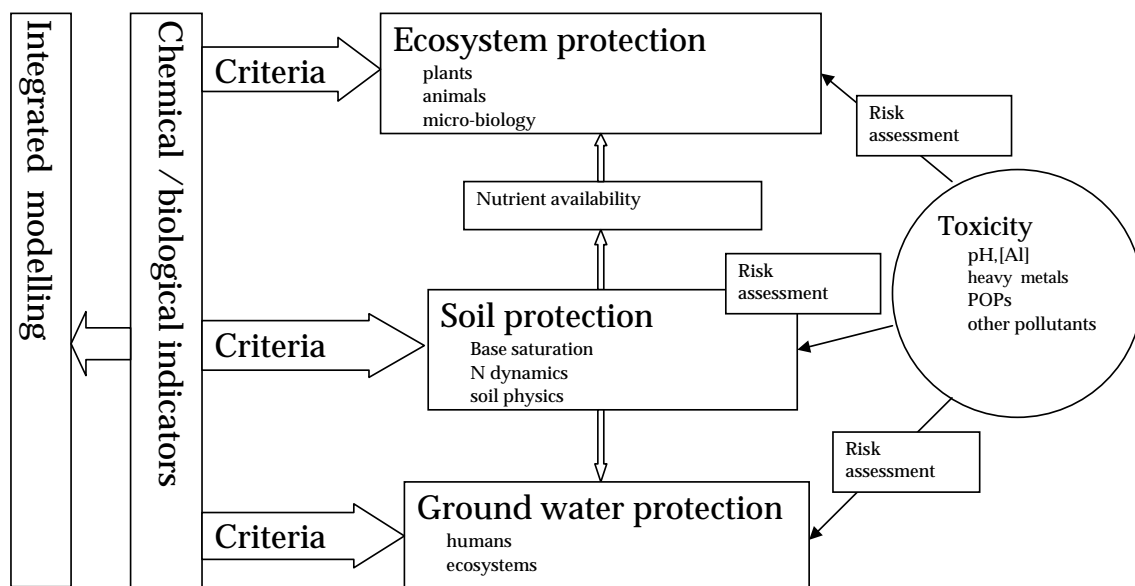 Integrated modelling
Chemical /biological indicators
Criteria
Ecosystem protection
plants
animals
micro-biology
Risk
assessment
Nutrient availability
Toxicity
pH,[Al]
heavy metals
POPs
other pollutants
Risk
assessment
Criteria
Soil protection
Base saturation
N dynamics
soil physics
Risk
assessment
Criteria
Ground water protection
humans
ecosystems